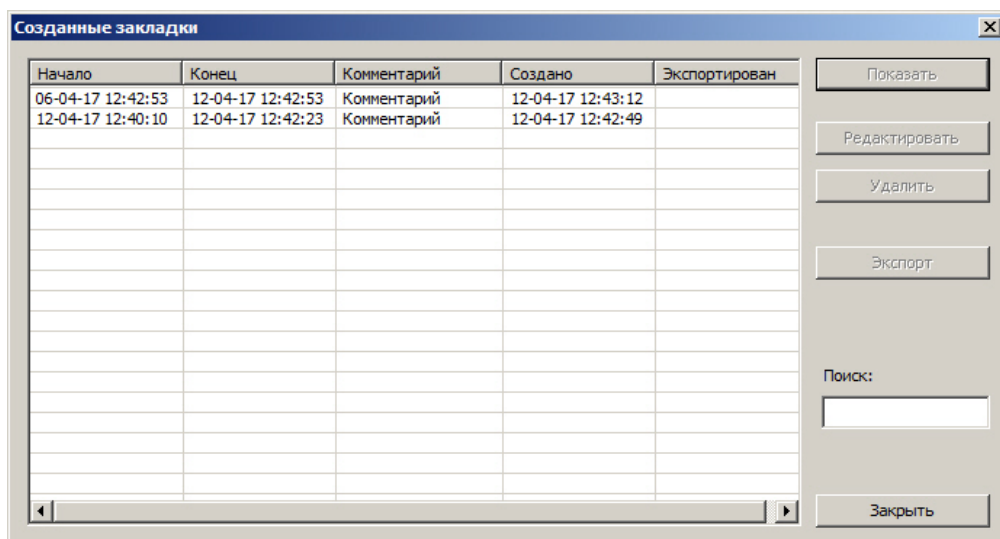 Созданные закладки
Начало Конец Комментарий Создано Экспортирован
06-04-17 12:42:53 12-04-17 12:42:53 Комментарий 12-04-17 12:43:12
12-04-17 12:40:10 12-04-17 12:42:23 Комментарий 12-04-17 12:42:49
Показать
Редактировать
Удалить
Экспорт
Поиск:
Закрыть